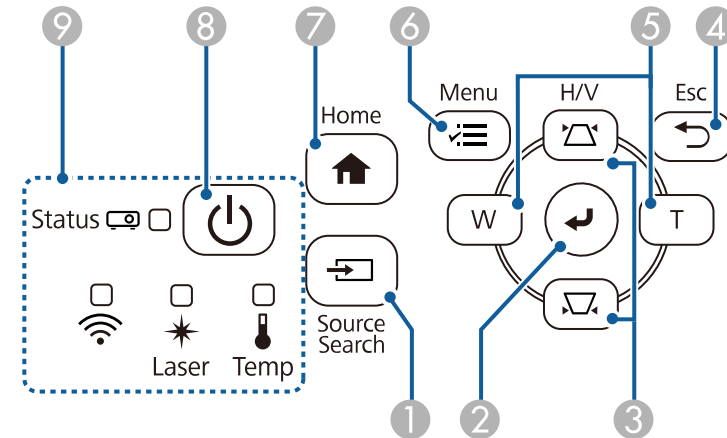 9 8 7 6 5 4
Menu H/V Esc
Home
Status
W T
Source
Search
Laser Temp
1 2 3